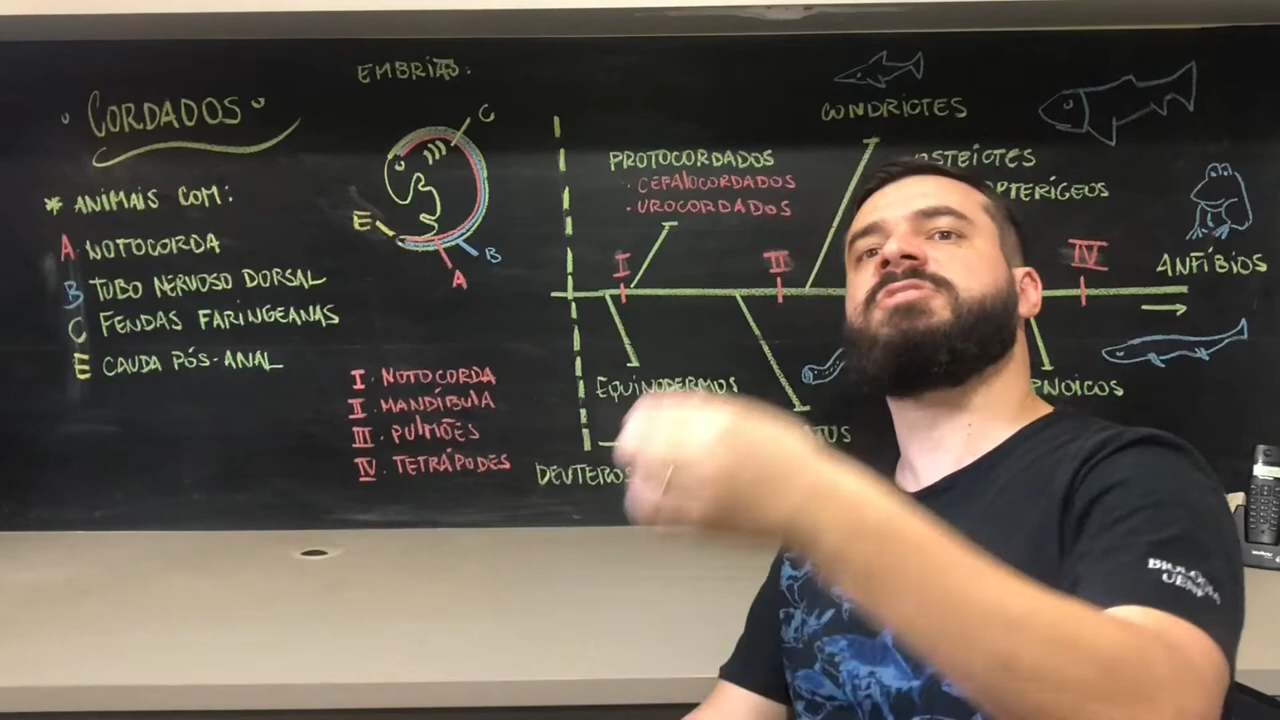 CORDADOS
* ANIMAIS COM:
A NOTOCORDA
B TUBO NERVOSO DORSAL
C FENDAS FARINGEANAS
E CAUDA PÓS-ANAL
EMBRIÃO:
C
E
B
A
I. NOTOCORDA
II. MANDÍBULA
III. PULMÕES
IV. TETRÁPODES
CONDRICTES
PROTOCORDADOS
· CEFALOCORDADOS
· UROCORDADOS
I
II
IV
ANFÍBIOS
EQUINODERMOS
BIOLOGIA